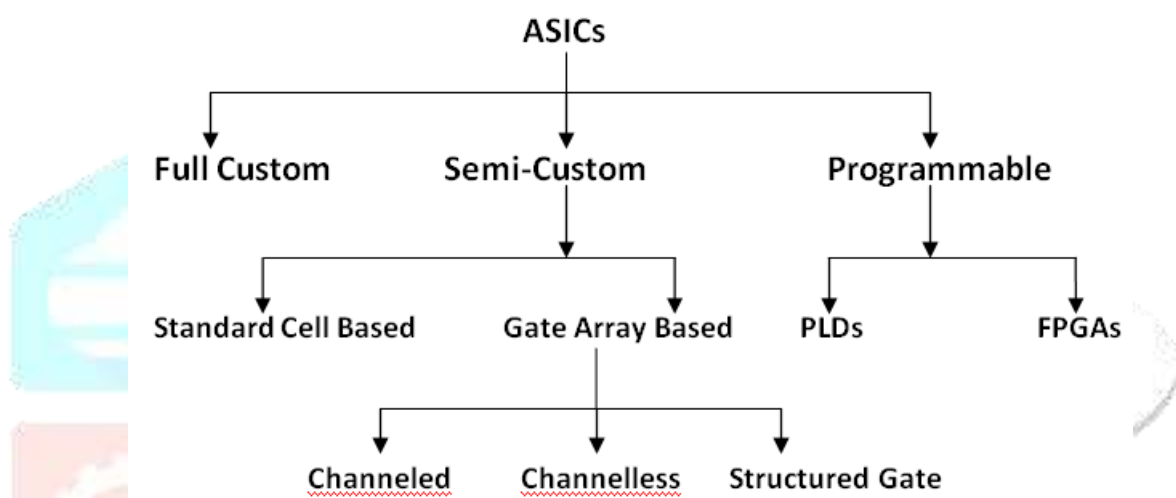 ASICs
Full Custom Semi-Custom Programmable
Standard Cell Based Gate Array Based PLDs FPGAs
Channeled Channelless Structured Gate